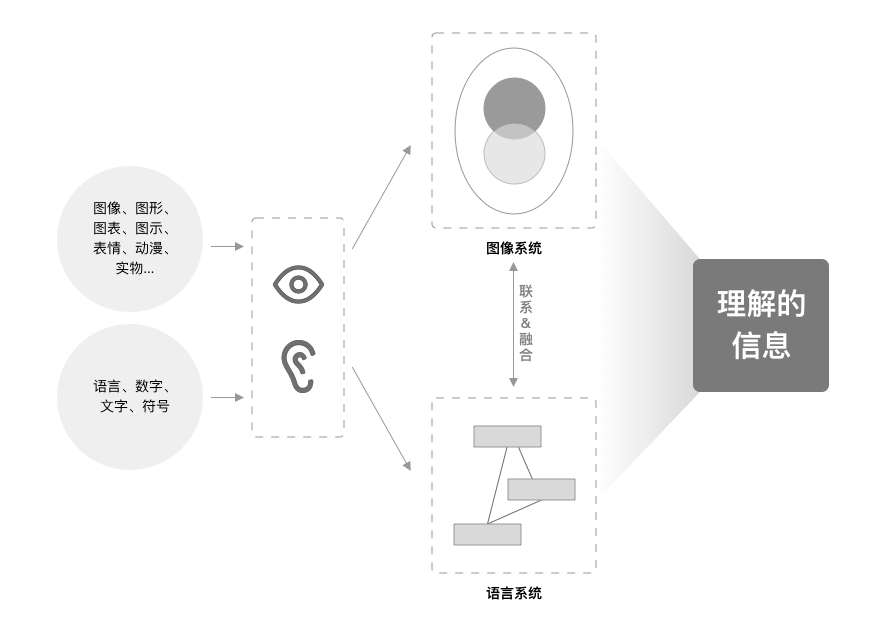 图像、图形、
图表、图示、
表情、动漫、
实物...
语言、数字、
文字、符号
图像系统
联
系
&
融
合
语言系统
理解的
信息